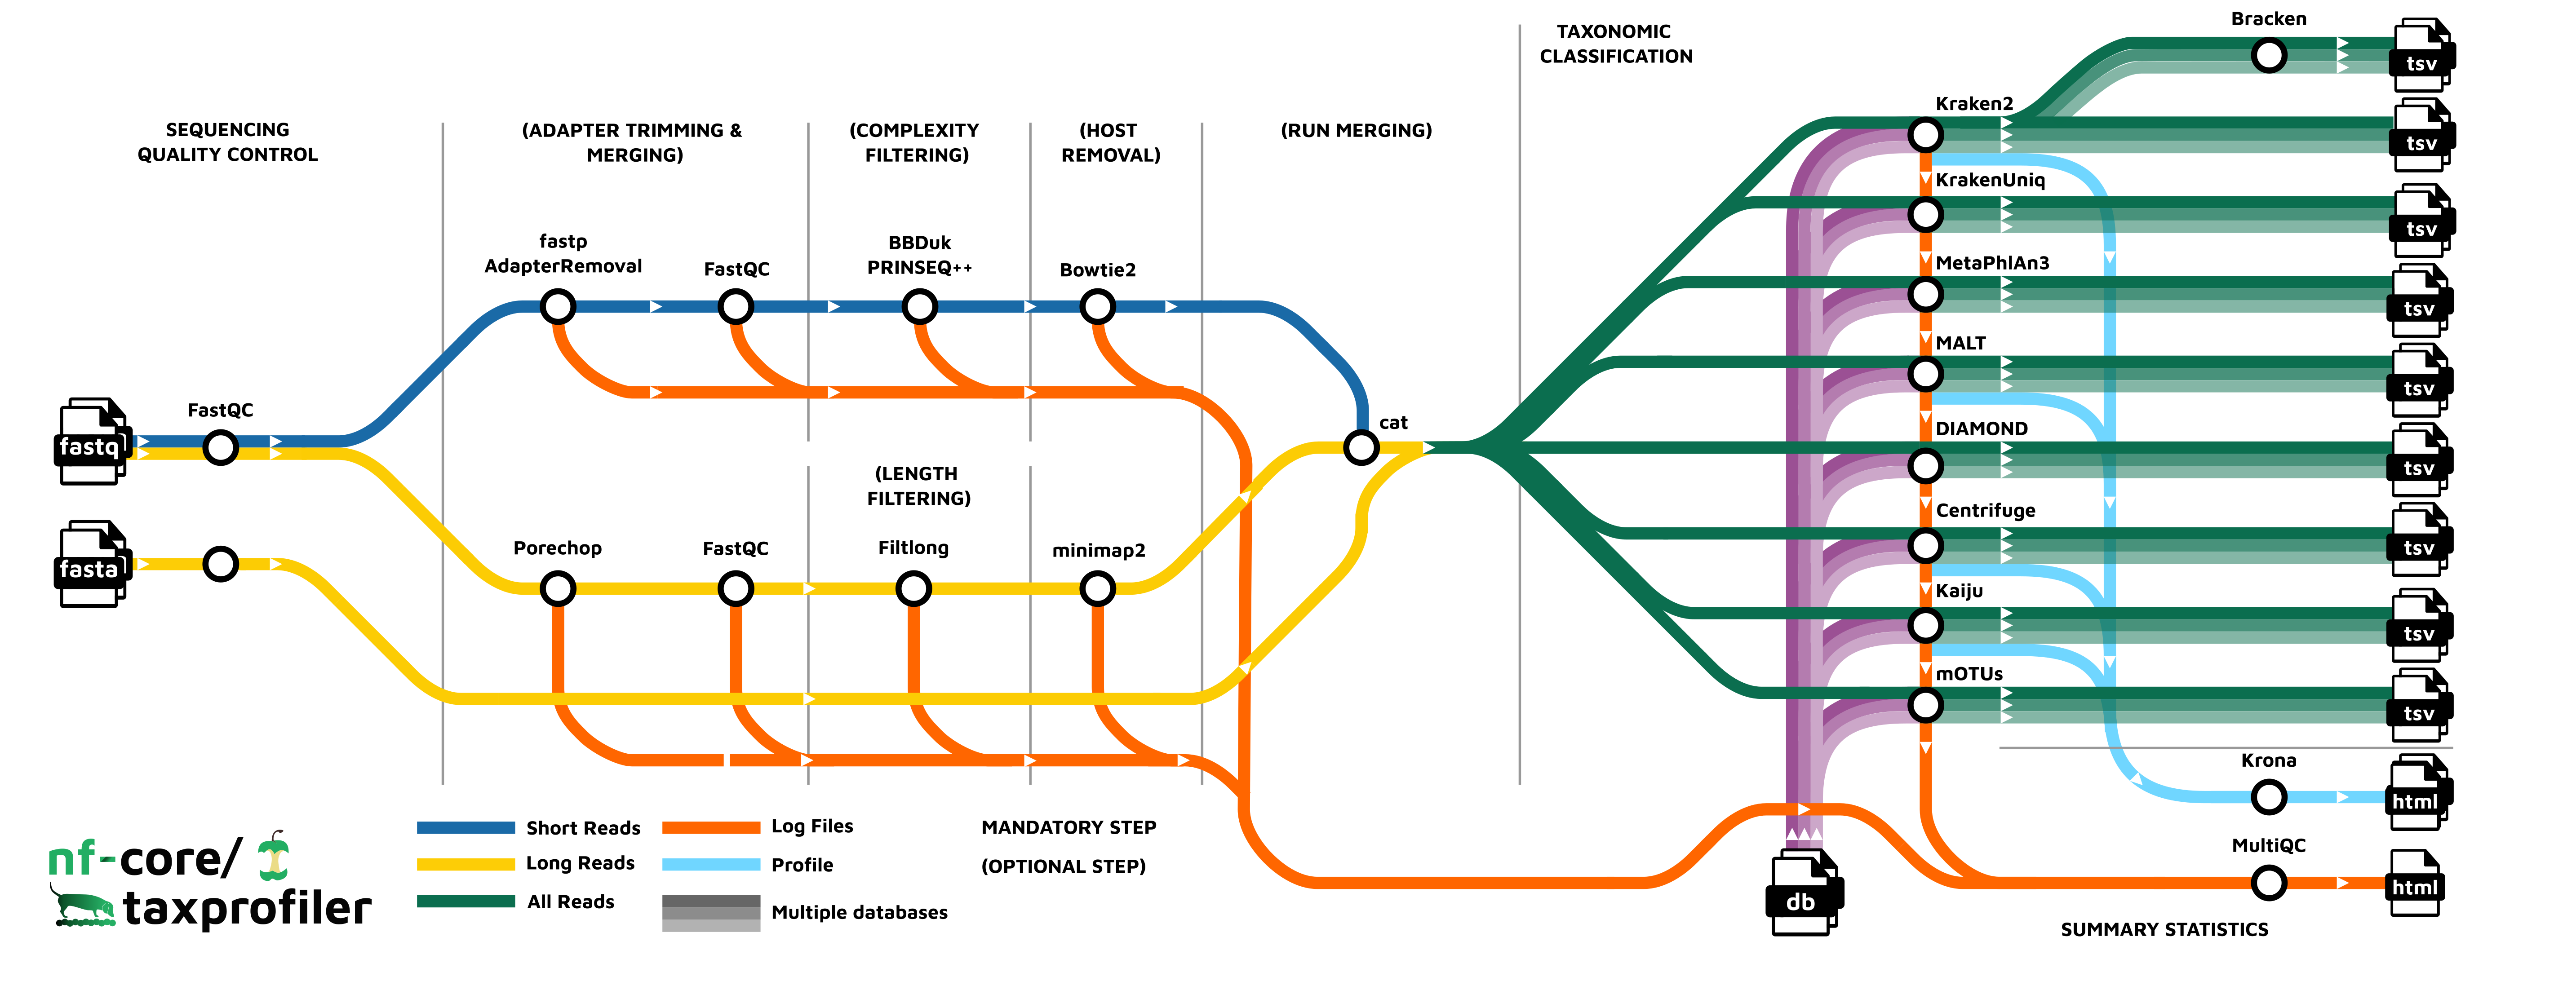 SEQUENCING
QUALITY CONTROL
(ADAPTER TRIMMING &
MERGING)
(COMPLEXITY
FILTERING)
(HOST
REMOVAL)
(RUN MERGING)
TAXONOMIC
CLASSIFICATION
fastq
FastQC
fasta
fastp
AdapterRemoval
FastQC
BBDuk
PRINSEQ++
Bowtie2
(LENGTH
FILTERING)
Porechop
FastQC
Filtlong
minimap2
cat
Bracken
tsv
Kraken2
tsv
KrakenUniq
tsv
MetaPhlAn3
tsv
MALT
tsv
DIAMOND
tsv
Centrifuge
tsv
Kaiju
tsv
mOTUs
tsv
Krona
html
MultiQC
html
db
SUMMARY STATISTICS
nf-core/
taxprofiler
Short Reads
Long Reads
All Reads
Log Files
Profile
Multiple databases
MANDATORY STEP
(OPTIONAL STEP)